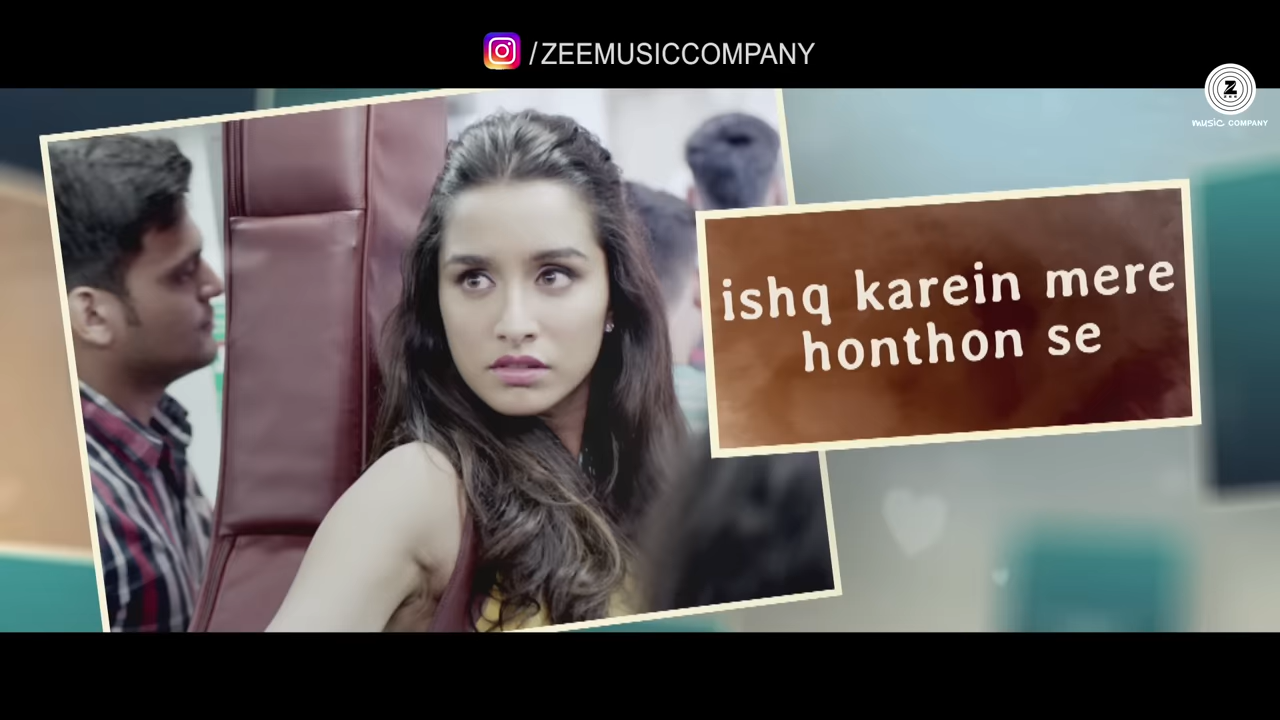 /ZEEMUSICCOMPANY
Z
music COMPANY
ishq karein mere
honthon se